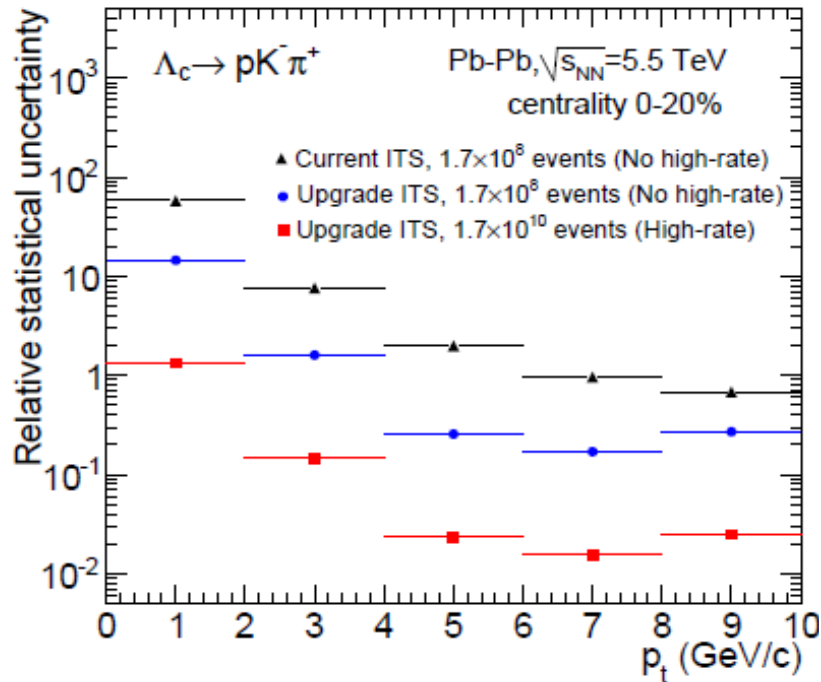 Λc→ pK⁻π⁺
Pb-Pb,√sNN=5.5 TeV
centrality 0-20%
Current ITS, 1.7×10⁸ events (No high-rate)
Upgrade ITS, 1.7×10⁸ events (No high-rate)
Upgrade ITS, 1.7×10¹⁰ events (High-rate)
Relative statistical uncertainty
10³
10²
10
1
10⁻¹
10⁻²
0 1 2 3 4 5 6 7 8 9 10
pt (GeV/c)